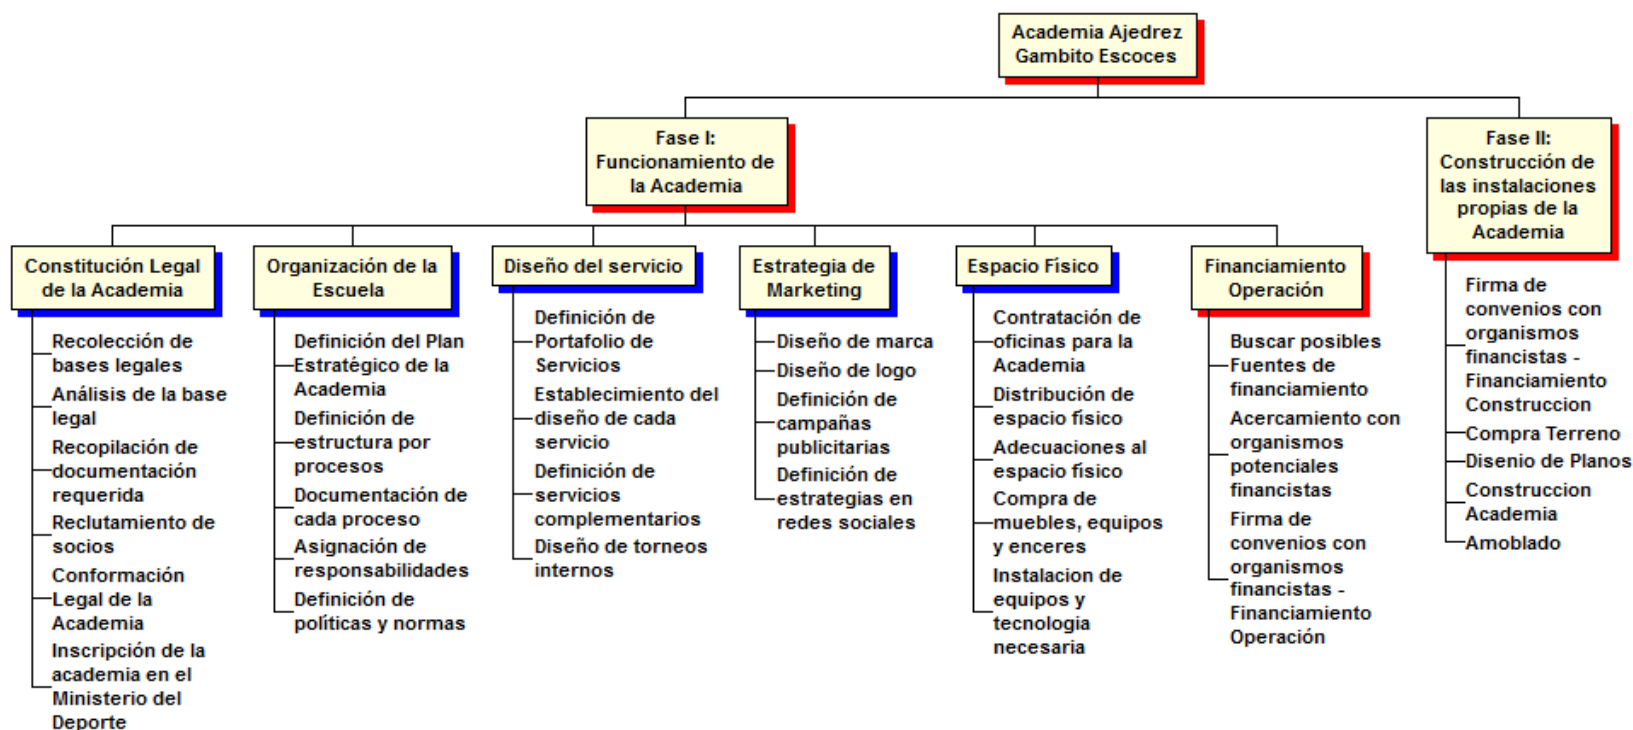 Academia Ajedrez
Gambito Escoces
Fase I:
Funcionamiento de
la Academia
Fase II:
Construcción de
las instalaciones
propias de la
Academia
Constitución Legal
de la Academia
Recolección de
bases legales
Análisis de la base
legal
Recopilación de
documentación
requerida
Reclutamiento de
socios
Conformación
Legal de la
Academia
Inscripción de la
academia en el
Ministerio del
Deporte
Organización de la
Escuela
Definición del Plan
Estratégico de la
Academia
Definición de
estructura por
procesos
Documentación de
cada proceso
Asignación de
responsabilidades
Definición de
políticas y normas
Diseño del servicio
Definición de
Portafolio de
Servicios
Establecimiento del
diseño de cada
servicio
Definición de
servicios
complementarios
Diseño de torneos
internos
Estrategia de
Marketing
Diseño de marca
Diseño de logo
Definición de
campañas
publicitarias
Definición de
estrategias en
redes sociales
Espacio Físico
Contratación de
oficinas para la
Academia
Distribución de
espacio físico
Adecuaciones al
espacio físico
Compra de
muebles, equipos
y enceres
Instalacion de
equipos y
tecnologia
necesaria
Financiamiento
Operación
Buscar posibles
Fuentes de
financiamiento
Acercamiento con
organismos
potenciales
financistas
Firma de
convenios con
organismos
financistas -
Financiamiento
Operación
Firma de
convenios con
organismos
financistas -
Financiamiento
Construccion
Compra Terreno
Disenio de Planos
Construccion
Academia
Amoblado